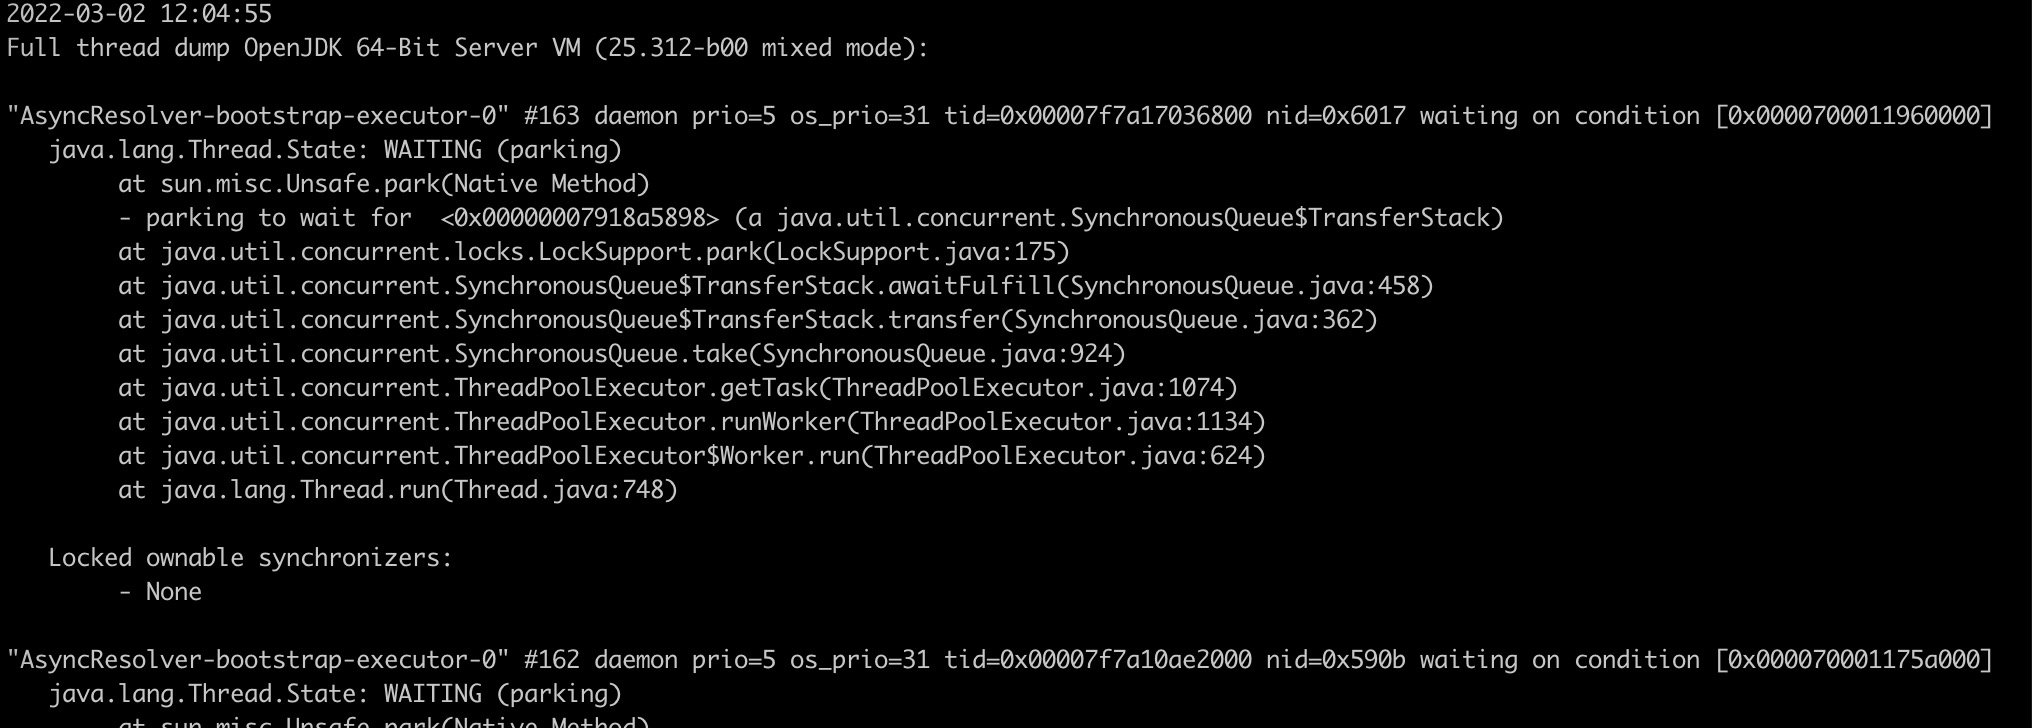 2022-03-02 12:04:55
Full thread dump OpenJDK 64-Bit Server VM (25.312-b00 mixed mode):
"AsyncResolver-bootstrap-executor-0" #163 daemon prio=5 os_prio=31 tid=0x00007f7a17036800 nid=0x6017 waiting on condition [0x0000700011960000]
java.lang.Thread.State: WAITING (parking)
at sun.misc.Unsafe.park(Native Method)
- parking to wait for  <0x00000007918a5898> (a java.util.concurrent.SynchronousQueue$TransferStack)
at java.util.concurrent.locks.LockSupport.park(LockSupport.java:175)
at java.util.concurrent.SynchronousQueue$TransferStack.awaitFulfill(SynchronousQueue.java:458)
at java.util.concurrent.SynchronousQueue$TransferStack.transfer(SynchronousQueue.java:362)
at java.util.concurrent.SynchronousQueue.take(SynchronousQueue.java:924)
at java.util.concurrent.ThreadPoolExecutor.getTask(ThreadPoolExecutor.java:1074)
at java.util.concurrent.ThreadPoolExecutor.runWorker(ThreadPoolExecutor.java:1134)
at java.util.concurrent.ThreadPoolExecutor$Worker.run(ThreadPoolExecutor.java:624)
at java.lang.Thread.run(Thread.java:748)
Locked ownable synchronizers:
- None
"AsyncResolver-bootstrap-executor-0" #162 daemon prio=5 os_prio=31 tid=0x00007f7a10ae2000 nid=0x590b waiting on condition [0x000070001175a000]
java.lang.Thread.State: WAITING (parking)
at sun.misc.Unsafe.park(Native Method)